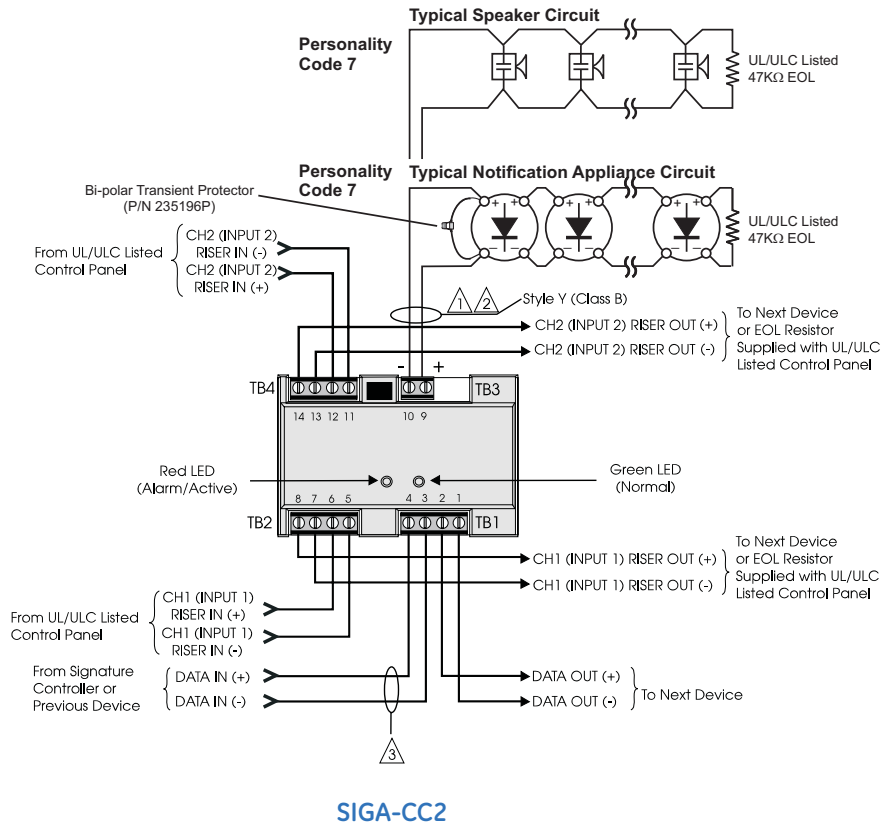 Typical Speaker Circuit
Personality
Code 7
UL/ULC Listed
47KΩ EOL
Personality
Code 7
Typical Notification Appliance Circuit
Bi-polar Transient Protector
(P/N 235196P)
+ +
+ +
+ +
– –
– –
– –
UL/ULC Listed
47KΩ EOL
From UL/ULC Listed
Control Panel
CH2 (INPUT 2)
RISER IN (-)
CH2 (INPUT 2)
RISER IN (+)
1
2
Style Y (Class B)
CH2 (INPUT 2) RISER OUT (+)
CH2 (INPUT 2) RISER OUT (-)
To Next Device
or EOL Resistor
Supplied with UL/ULC
Listed Control Panel
- +
TB4
TB3
14 13 12 11
10 9
Red LED
(Alarm/Active)
Green LED
(Normal)
8 7 6 5
4 3 2 1
TB2
TB1
CH1 (INPUT 1) RISER OUT (+)
CH1 (INPUT 1) RISER OUT (-)
To Next Device
or EOL Resistor
Supplied with UL/ULC
Listed Control Panel
From UL/ULC Listed
Control Panel
CH1 (INPUT 1)
RISER IN (+)
CH1 (INPUT 1)
RISER IN (-)
From Signature
Controller or
Previous Device
DATA IN (+)
DATA IN (-)
DATA OUT (+)
DATA OUT (-)
To Next Device
3
SIGA-CC2